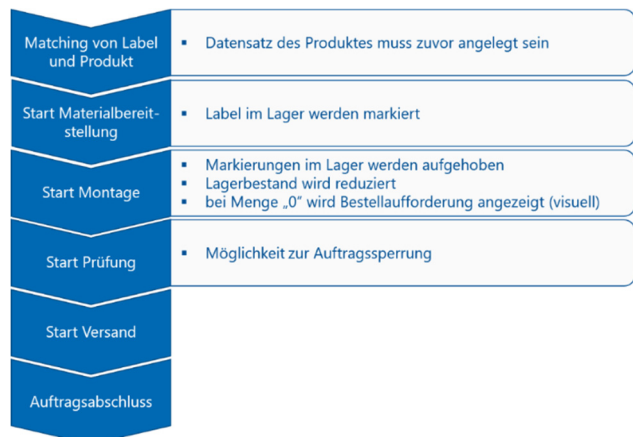 Matching von Label
und Produkt
▪ Datensatz des Produktes muss zuvor angelegt sein
Start Materialbereit-
stellung
▪ Label im Lager werden markiert
Start Montage
▪ Markierungen im Lager werden aufgehoben
▪ Lagerbestand wird reduziert
▪ bei Menge „0“ wird Bestellaufforderung angezeigt (visuell)
Start Prüfung
▪ Möglichkeit zur Auftragssperrung
Start Versand
Auftragsabschluss